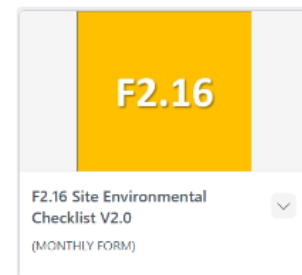 F2.16
F2.16 Site Environmental
Checklist V2.0
(MONTHLY FORM)